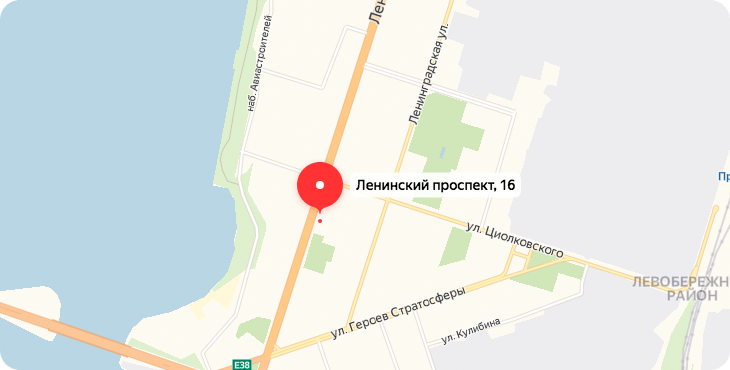 Лен
Ленинградская ул.
наб. Авиастроителей
Ленинский проспект, 16
Пр
ул. Циолковского
ЛЕВОБЕРЕЖН
РАЙОН
ул. Героев Стратосферы
ул. Кулибина
E38